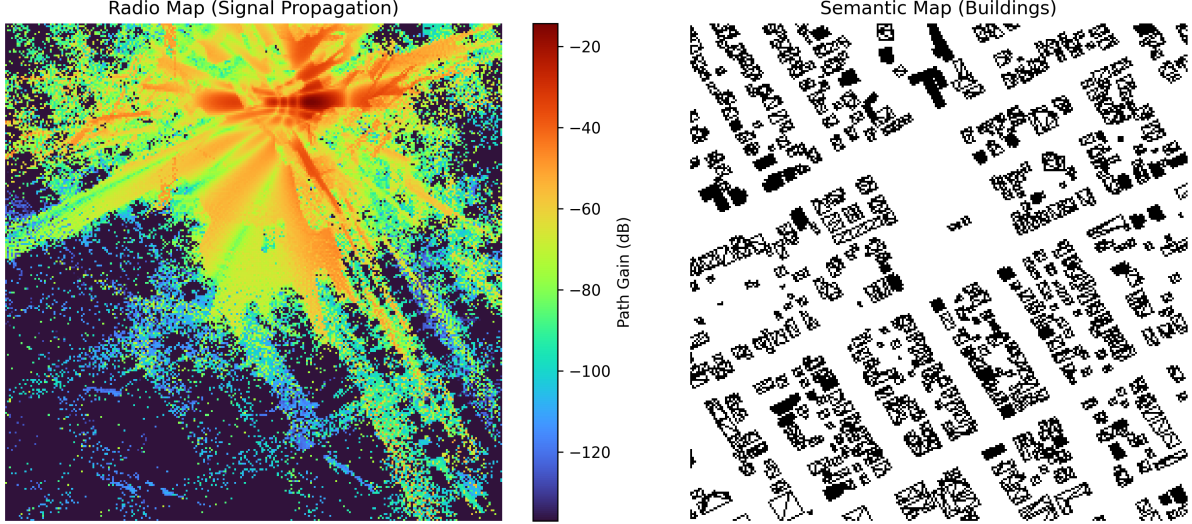 Radio Map (Signal Propagation)
Semantic Map (Buildings)
−20
−40
−60
−80
−100
−120
Path Gain (dB)